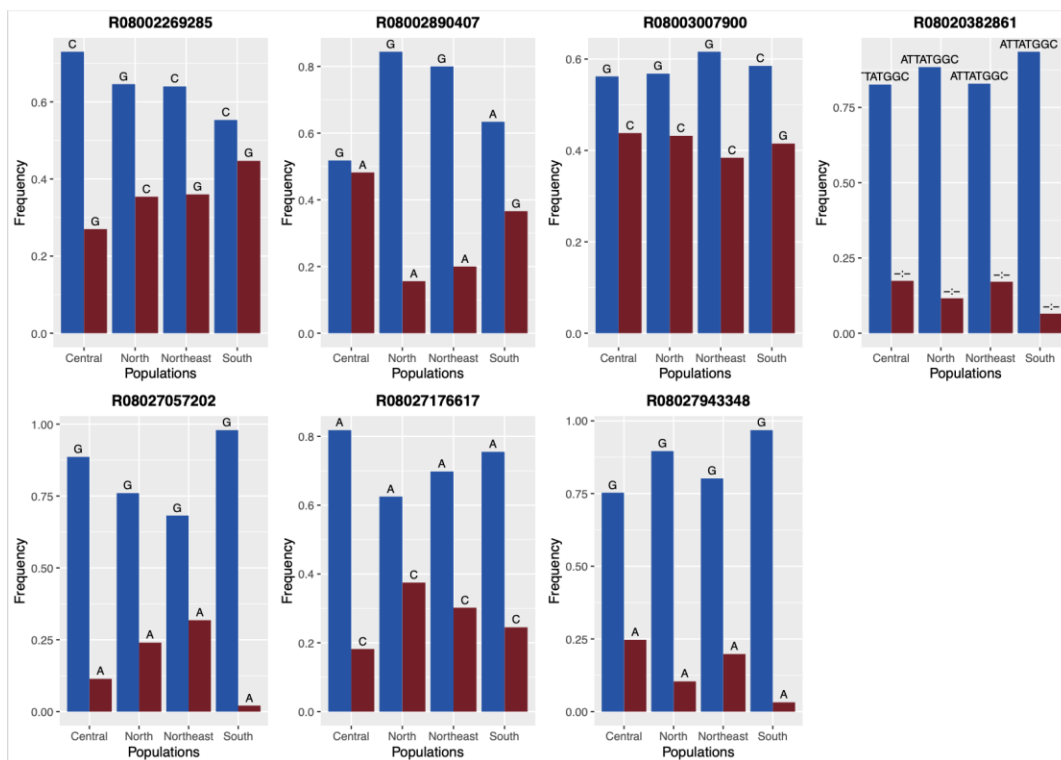 R08002269285
R08002890407
R08003007900
R08020382861
C
G
G
C
C
G
C
G
0.6
0.4
0.2
0.0
Frequency
Central
North
Northeast
South
Populations
G
A
G
A
G
A
A
G
0.8
0.6
0.4
0.2
0.0
Frequency
Central
North
Northeast
South
Populations
G
C
G
C
G
C
C
G
0.6
0.4
0.2
0.0
Frequency
Central
North
Northeast
South
Populations
TATGGC
-:-
ATTATGGC
-:-
ATTATGGC
-:-
ATTATGGC
-:-
0.75
0.50
0.25
0.00
Frequency
Central
North
Northeast
South
Populations
R08027057202
R08027176617
R08027943348
G
A
G
A
G
A
G
A
1.00
0.75
0.50
0.25
0.00
Frequency
Central
North
Northeast
South
Populations
A
C
A
C
A
C
A
C
0.8
0.6
0.4
0.2
0.0
Frequency
Central
North
Northeast
South
Populations
G
A
G
A
G
A
G
A
1.00
0.75
0.50
0.25
0.00
Frequency
Central
North
Northeast
South
Populations